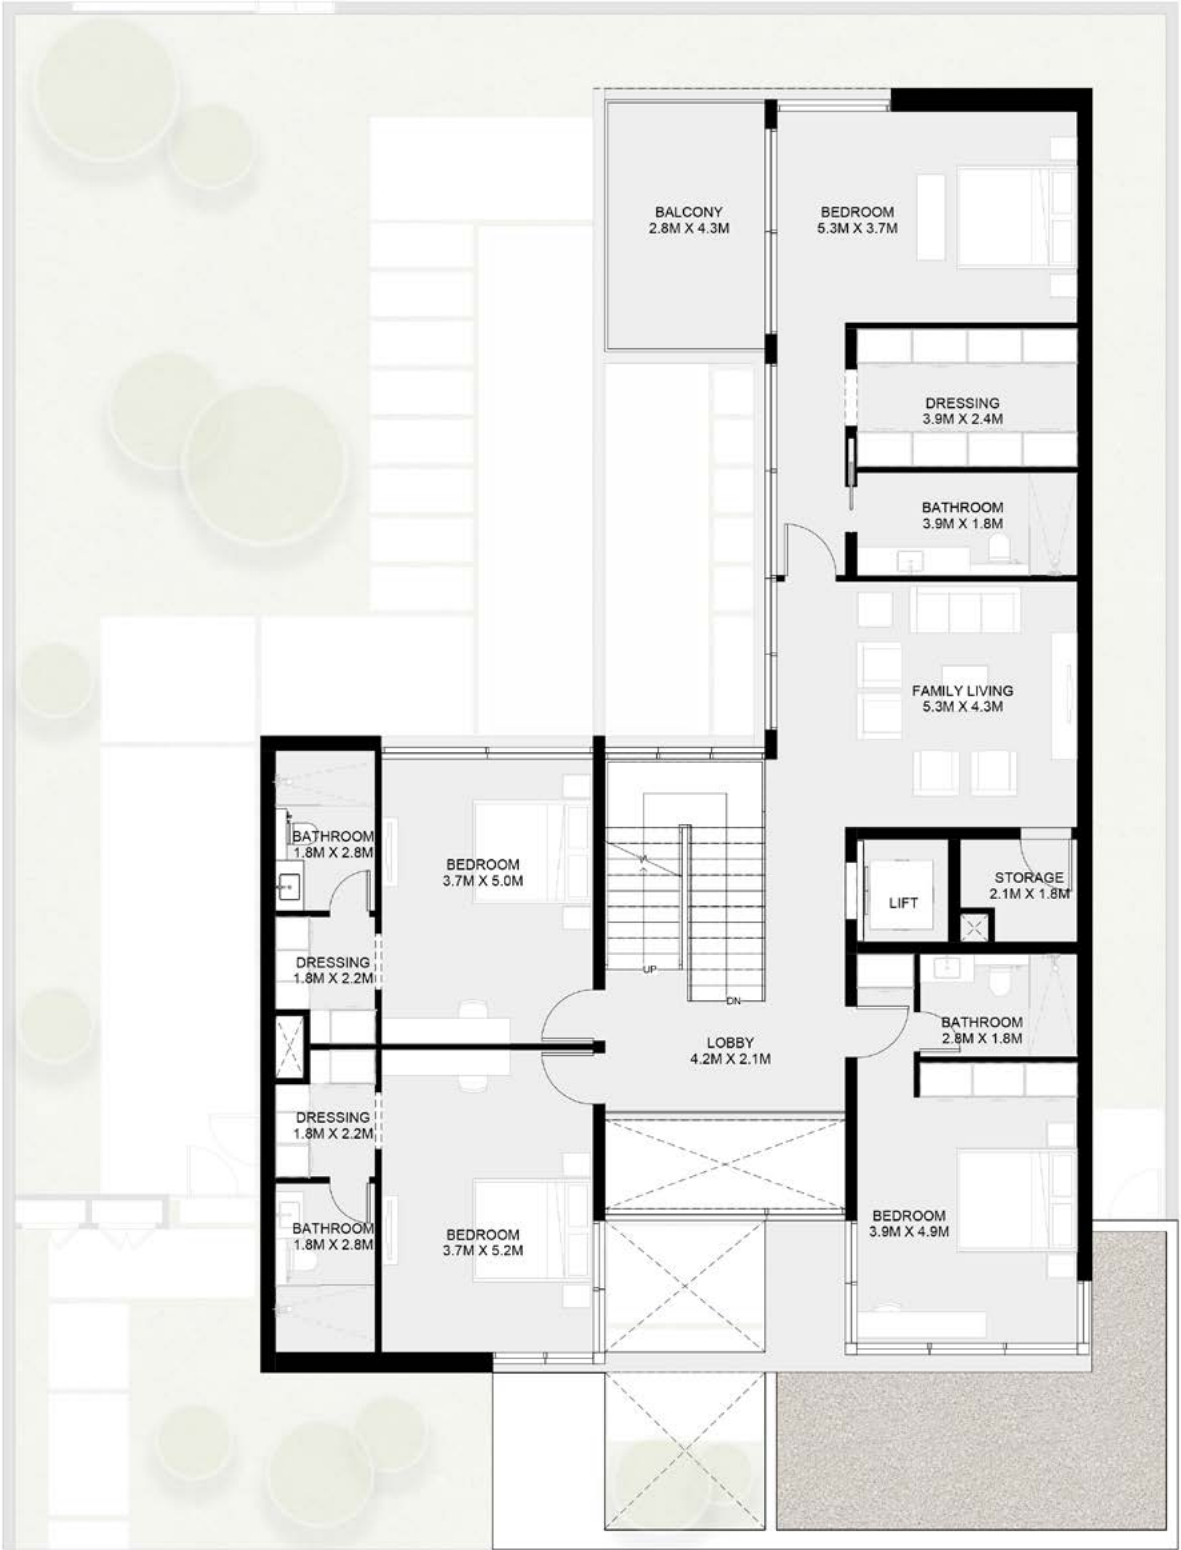 BALCONY
2.8M X 4.3M
BEDROOM
5.3M X 3.7M
DRESSING
3.9M X 2.4M
BATHROOM
3.9M X 1.8M
FAMILY LIVING
5.3M X 4.3M
BATHROOM
1.8M X 2.8M
BEDROOM
3.7M X 5.0M
LIFT
STORAGE
2.1M X 1.8M
DRESSING
1.8M X 2.2M
UP
DN
LOBBY
4.2M X 2.1M
BATHROOM
2.8M X 1.8M
DRESSING
1.8M X 2.2M
BATHROOM
1.8M X 2.8M
BEDROOM
3.7M X 5.2M
BEDROOM
3.9M X 4.9M